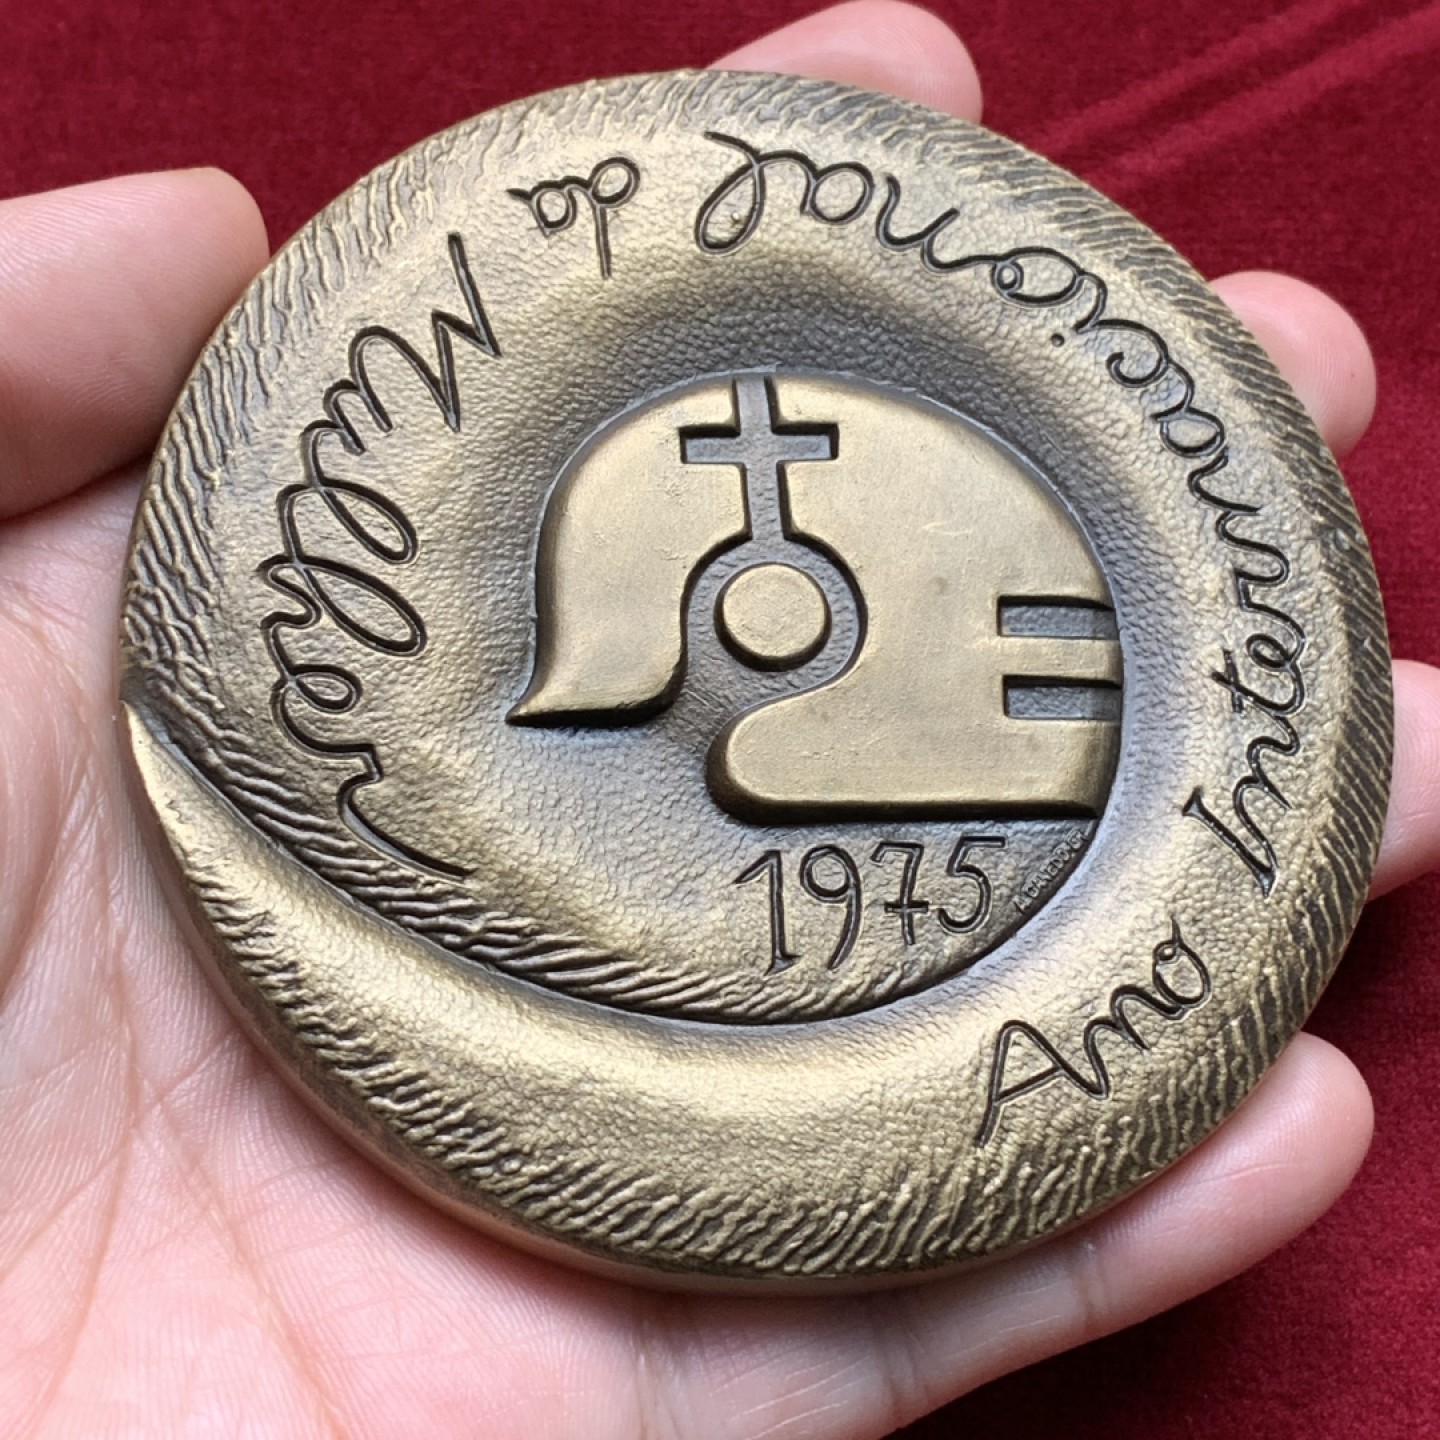 Ano Internacional da Mulher
1975